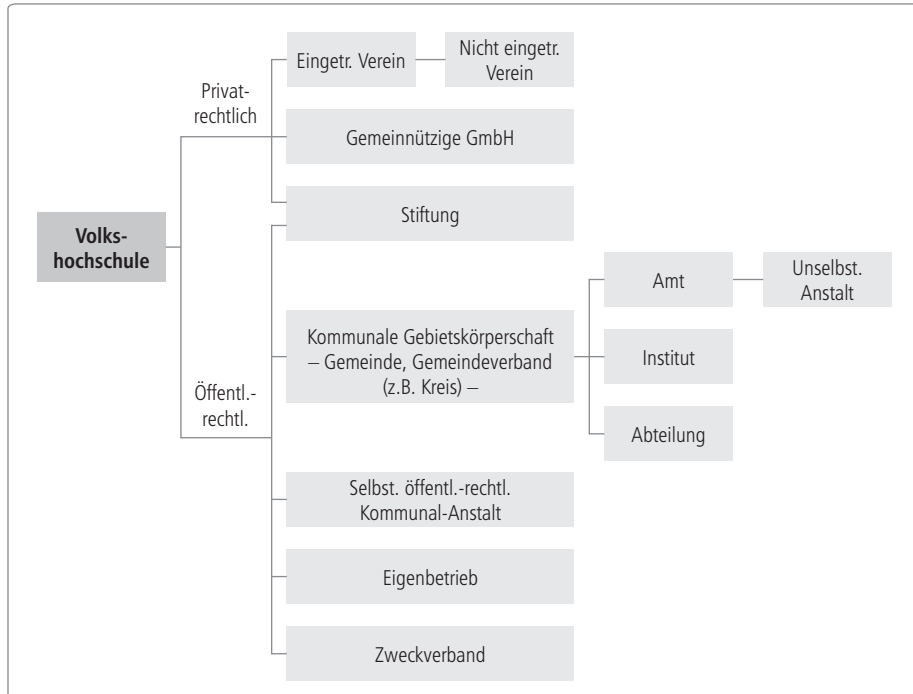 Eingetr. Verein
Nicht eingetr.
Verein
Privat-
rechtlich
Gemeinnützige GmbH
Stiftung
Volks-
hochschule
Amt
Unselbst.
Anstalt
Kommunale Gebietskörperschaft
– Gemeinde, Gemeindeverband
(z.B. Kreis) –
Institut
Öffentl.-
rechtl.
Abteilung
Selbst. öffentl.-rechtl.
Kommunal-Anstalt
Eigenbetrieb
Zweckverband